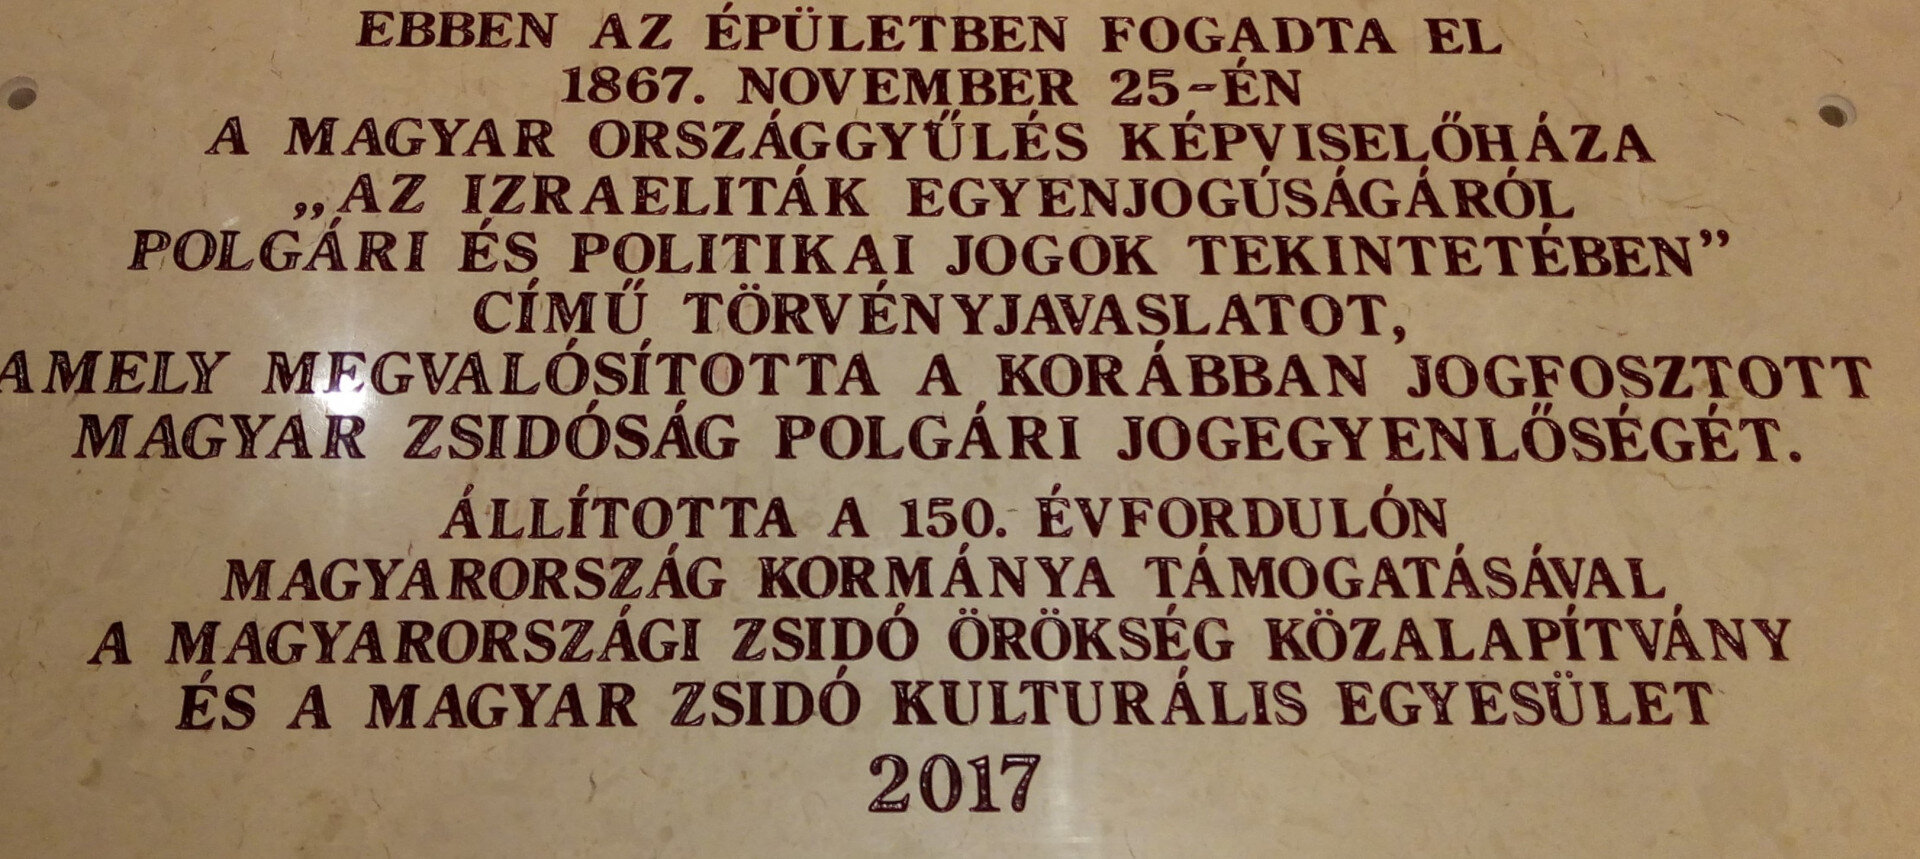 EBBEN AZ ÉPÜLETBEN FOGADTA EL
1867. NOVEMBER 25-ÉN
A MAGYAR ORSZÁGGYŰLÉS KÉPVISELŐHÁZA
„AZ IZRAELITÁK EGYENJOGÚSÁGÁRÓL
POLGÁRI ÉS POLITIKAI JOGOK TEKINTETÉBEN”
CÍMŰ TÖRVÉNYJAVASLATOT,
AMELY MEGVALÓSÍTOTTA A KORÁBBAN JOGFOSZTOTT
MAGYAR ZSIDÓSÁG POLGÁRI JOGEGYENLŐSÉGÉT.
ÁLLÍTOTTA A 150. ÉVFORDULÓN
MAGYARORSZÁG KORMÁNYA TÁMOGATÁSÁVAL
A MAGYARORSZÁGI ZSIDÓ ÖRÖKSÉG KÖZALAPÍTVÁNY
ÉS A MAGYAR ZSIDÓ KULTURÁLIS EGYESÜLET
2017